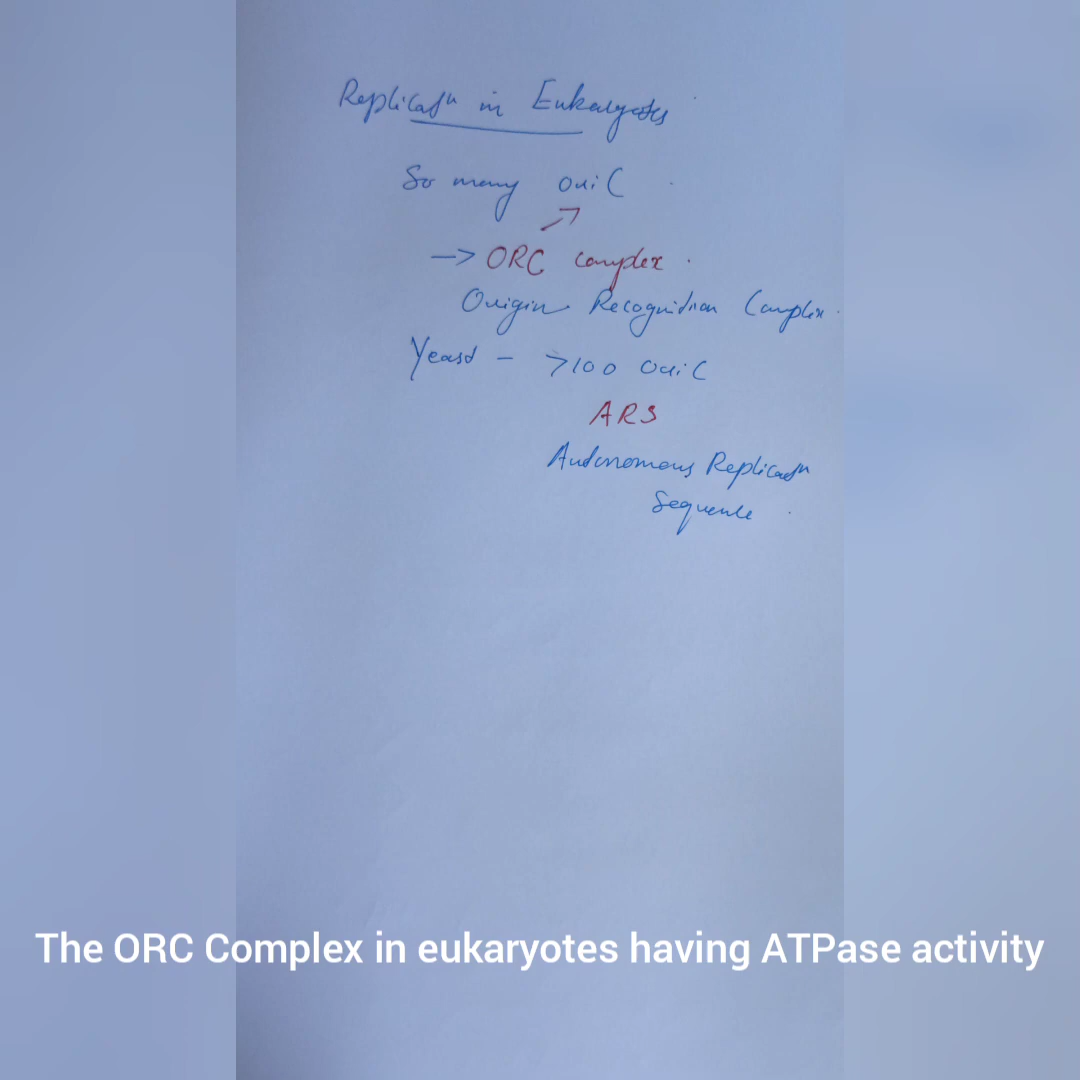 Replicatn in Eukaryotes
So many oriC
→ ORC complex
Origin Recognition Complex
Yeast - >100 oriC
ARS
Autonomous Replicatn
Sequence
The ORC Complex in eukaryotes having ATPase activity